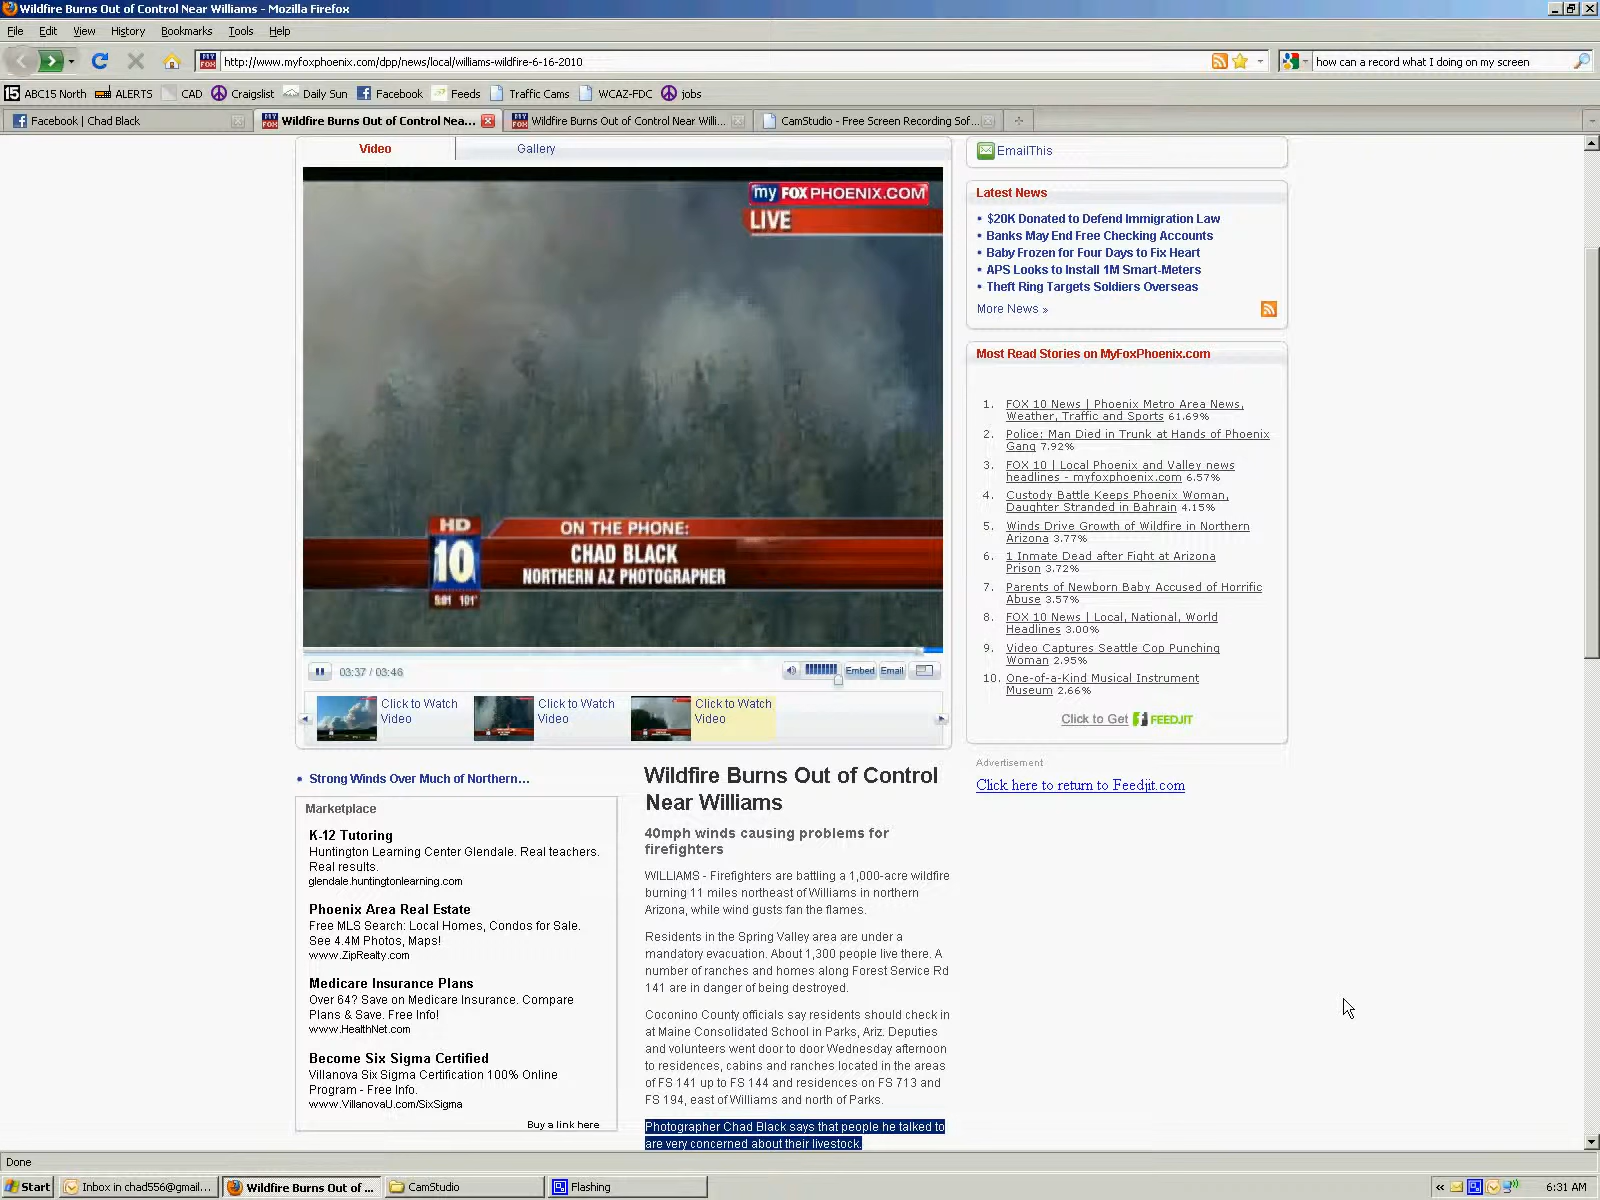 Wildfire Burns Out of Control Near Williams - Mozilla Firefox
File Edit View History Bookmarks Tools Help
http://www.myfoxphoenix.com/dpp/news/local/williams-wildfire-6-16-2010
how can a record what I doing on my screen
15 ABC15 North ALERTS CAD Craigslist Daily Sun Facebook Feeds Traffic Cams WCAZ-FDC jobs
Facebook | Chad Black
Wildfire Burns Out of Control Nea...
Wildfire Burns Out of Control Near Willi...
CamStudio - Free Screen Recording Sof...
Video Gallery
my FOX PHOENIX.COM
LIVE
HD
10
5:01 101°
ON THE PHONE:
CHAD BLACK
NORTHERN AZ PHOTOGRAPHER
03:37 / 03:46
Embed Email
Click to Watch Video
Click to Watch Video
Click to Watch Video
• Strong Winds Over Much of Northern...
Marketplace
K-12 Tutoring
Huntington Learning Center Glendale. Real teachers.
Real results.
glendale.huntingtonlearning.com
Phoenix Area Real Estate
Free MLS Search: Local Homes, Condos for Sale.
See 4.4M Photos, Maps!
www.ZipRealty.com
Medicare Insurance Plans
Over 64? Save on Medicare Insurance. Compare
Plans & Save. Free Info!
www.HealthNet.com
Become Six Sigma Certified
Villanova Six Sigma Certification 100% Online
Program - Free Info.
www.VillanovaU.com/SixSigma
Buy a link here
Wildfire Burns Out of Control
Near Williams
40mph winds causing problems for
firefighters
WILLIAMS - Firefighters are battling a 1,000-acre wildfire
burning 11 miles northeast of Williams in northern
Arizona, while wind gusts fan the flames.
Residents in the Spring Valley area are under a
mandatory evacuation. About 1,300 people live there. A
number of ranches and homes along Forest Service Rd
141 are in danger of being destroyed.
Coconino County officials say residents should check in
at Maine Consolidated School in Parks, Ariz. Deputies
and volunteers went door to door Wednesday afternoon
to residences, cabins and ranches located in the areas
of FS 141 up to FS 144 and residences on FS 713 and
FS 194, east of Williams and north of Parks.
Photographer Chad Black says that people he talked to
are very concerned about their livestock.
EmailThis
Latest News
• $20K Donated to Defend Immigration Law
• Banks May End Free Checking Accounts
• Baby Frozen for Four Days to Fix Heart
• APS Looks to Install 1M Smart-Meters
• Theft Ring Targets Soldiers Overseas
More News »
Most Read Stories on MyFoxPhoenix.com
1. FOX 10 News | Phoenix Metro Area News,
Weather, Traffic and Sports 61.69%
2. Police: Man Died in Trunk at Hands of Phoenix
Gang 7.92%
3. FOX 10 | Local Phoenix and Valley news
headlines - myfoxphoenix.com 6.57%
4. Custody Battle Keeps Phoenix Woman,
Daughter Stranded in Bahrain 4.15%
5. Winds Drive Growth of Wildfire in Northern
Arizona 3.77%
6. 1 Inmate Dead after Fight at Arizona
Prison 3.72%
7. Parents of Newborn Baby Accused of Horrific
Abuse 3.57%
8. FOX 10 News | Local, National, World
Headlines 3.00%
9. Video Captures Seattle Cop Punching
Woman 2.95%
10. One-of-a-Kind Musical Instrument
Museum 2.66%
Click to Get FEEDJIT
Advertisement
Click here to return to Feedjit.com
Done
Start Inbox in chad556@gmail... Wildfire Burns Out of ... CamStudio Flashing
6:31 AM